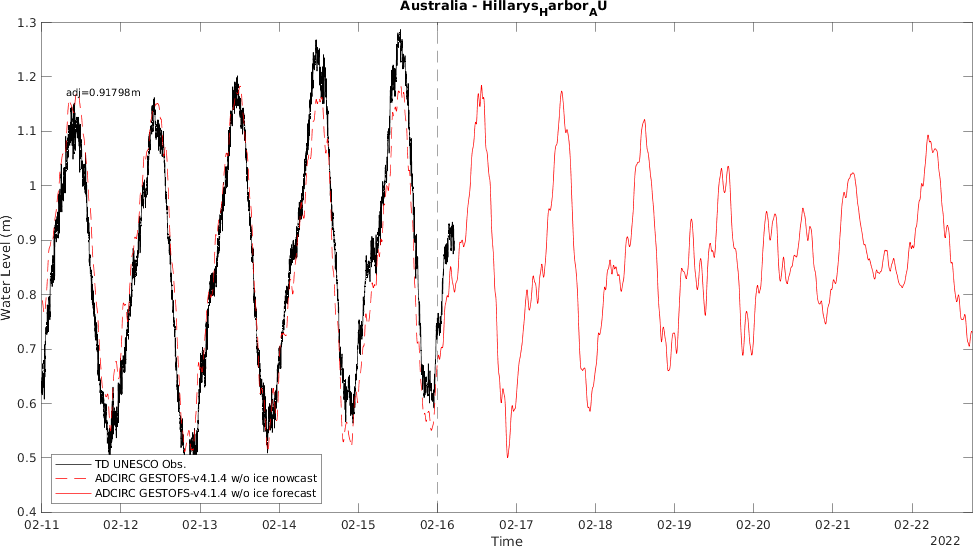 Australia - HillarysHarborAU
1.3
1.2
adj=0.91798m
1.1
1
0.9
Water Level (m)
0.8
0.7
0.6
0.5
TD UNESCO Obs.
ADCIRC GESTOFS-v4.1.4 w/o ice nowcast
ADCIRC GESTOFS-v4.1.4 w/o ice forecast
0.4
02-11 02-12 02-13 02-14 02-15 02-16 02-17 02-18 02-19 02-20 02-21 02-22
Time
2022